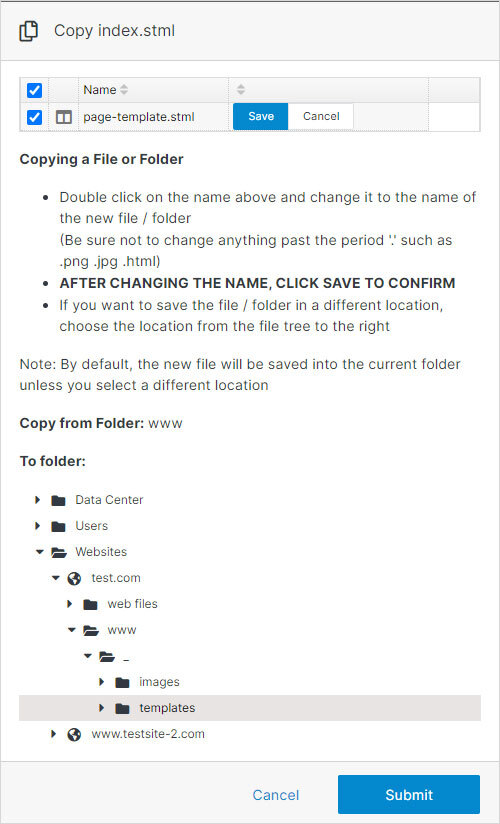 Copy index.stml
Name
page-template.stml Save Cancel
Copying a File or Folder
• Double click on the name above and change it to the name of
the new file / folder
(Be sure not to change anything past the period '.' such as
.png .jpg .html)
• AFTER CHANGING THE NAME, CLICK SAVE TO CONFIRM
• If you want to save the file / folder in a different location,
choose the location from the file tree to the right
Note: By default, the new file will be saved into the current folder
unless you select a different location
Copy from Folder: www
To folder:
Data Center
Users
Websites
test.com
web files
www
_
images
templates
www.testsite-2.com
Cancel Submit